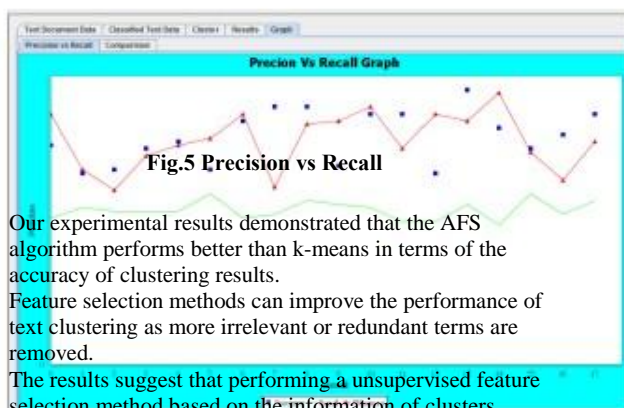 Text Document Data Classified Text Data Cluster Results Graph
Precision vs Recall Comparision
Precion Vs Recall Graph
Fig.5 Precision vs Recall
Our experimental results demonstrated that the AFS
algorithm performs better than k-means in terms of the
accuracy of clustering results.
Feature selection methods can improve the performance of
text clustering as more irrelevant or redundant terms are
removed.
The results suggest that performing a unsupervised feature
selection method based on the information of clusters